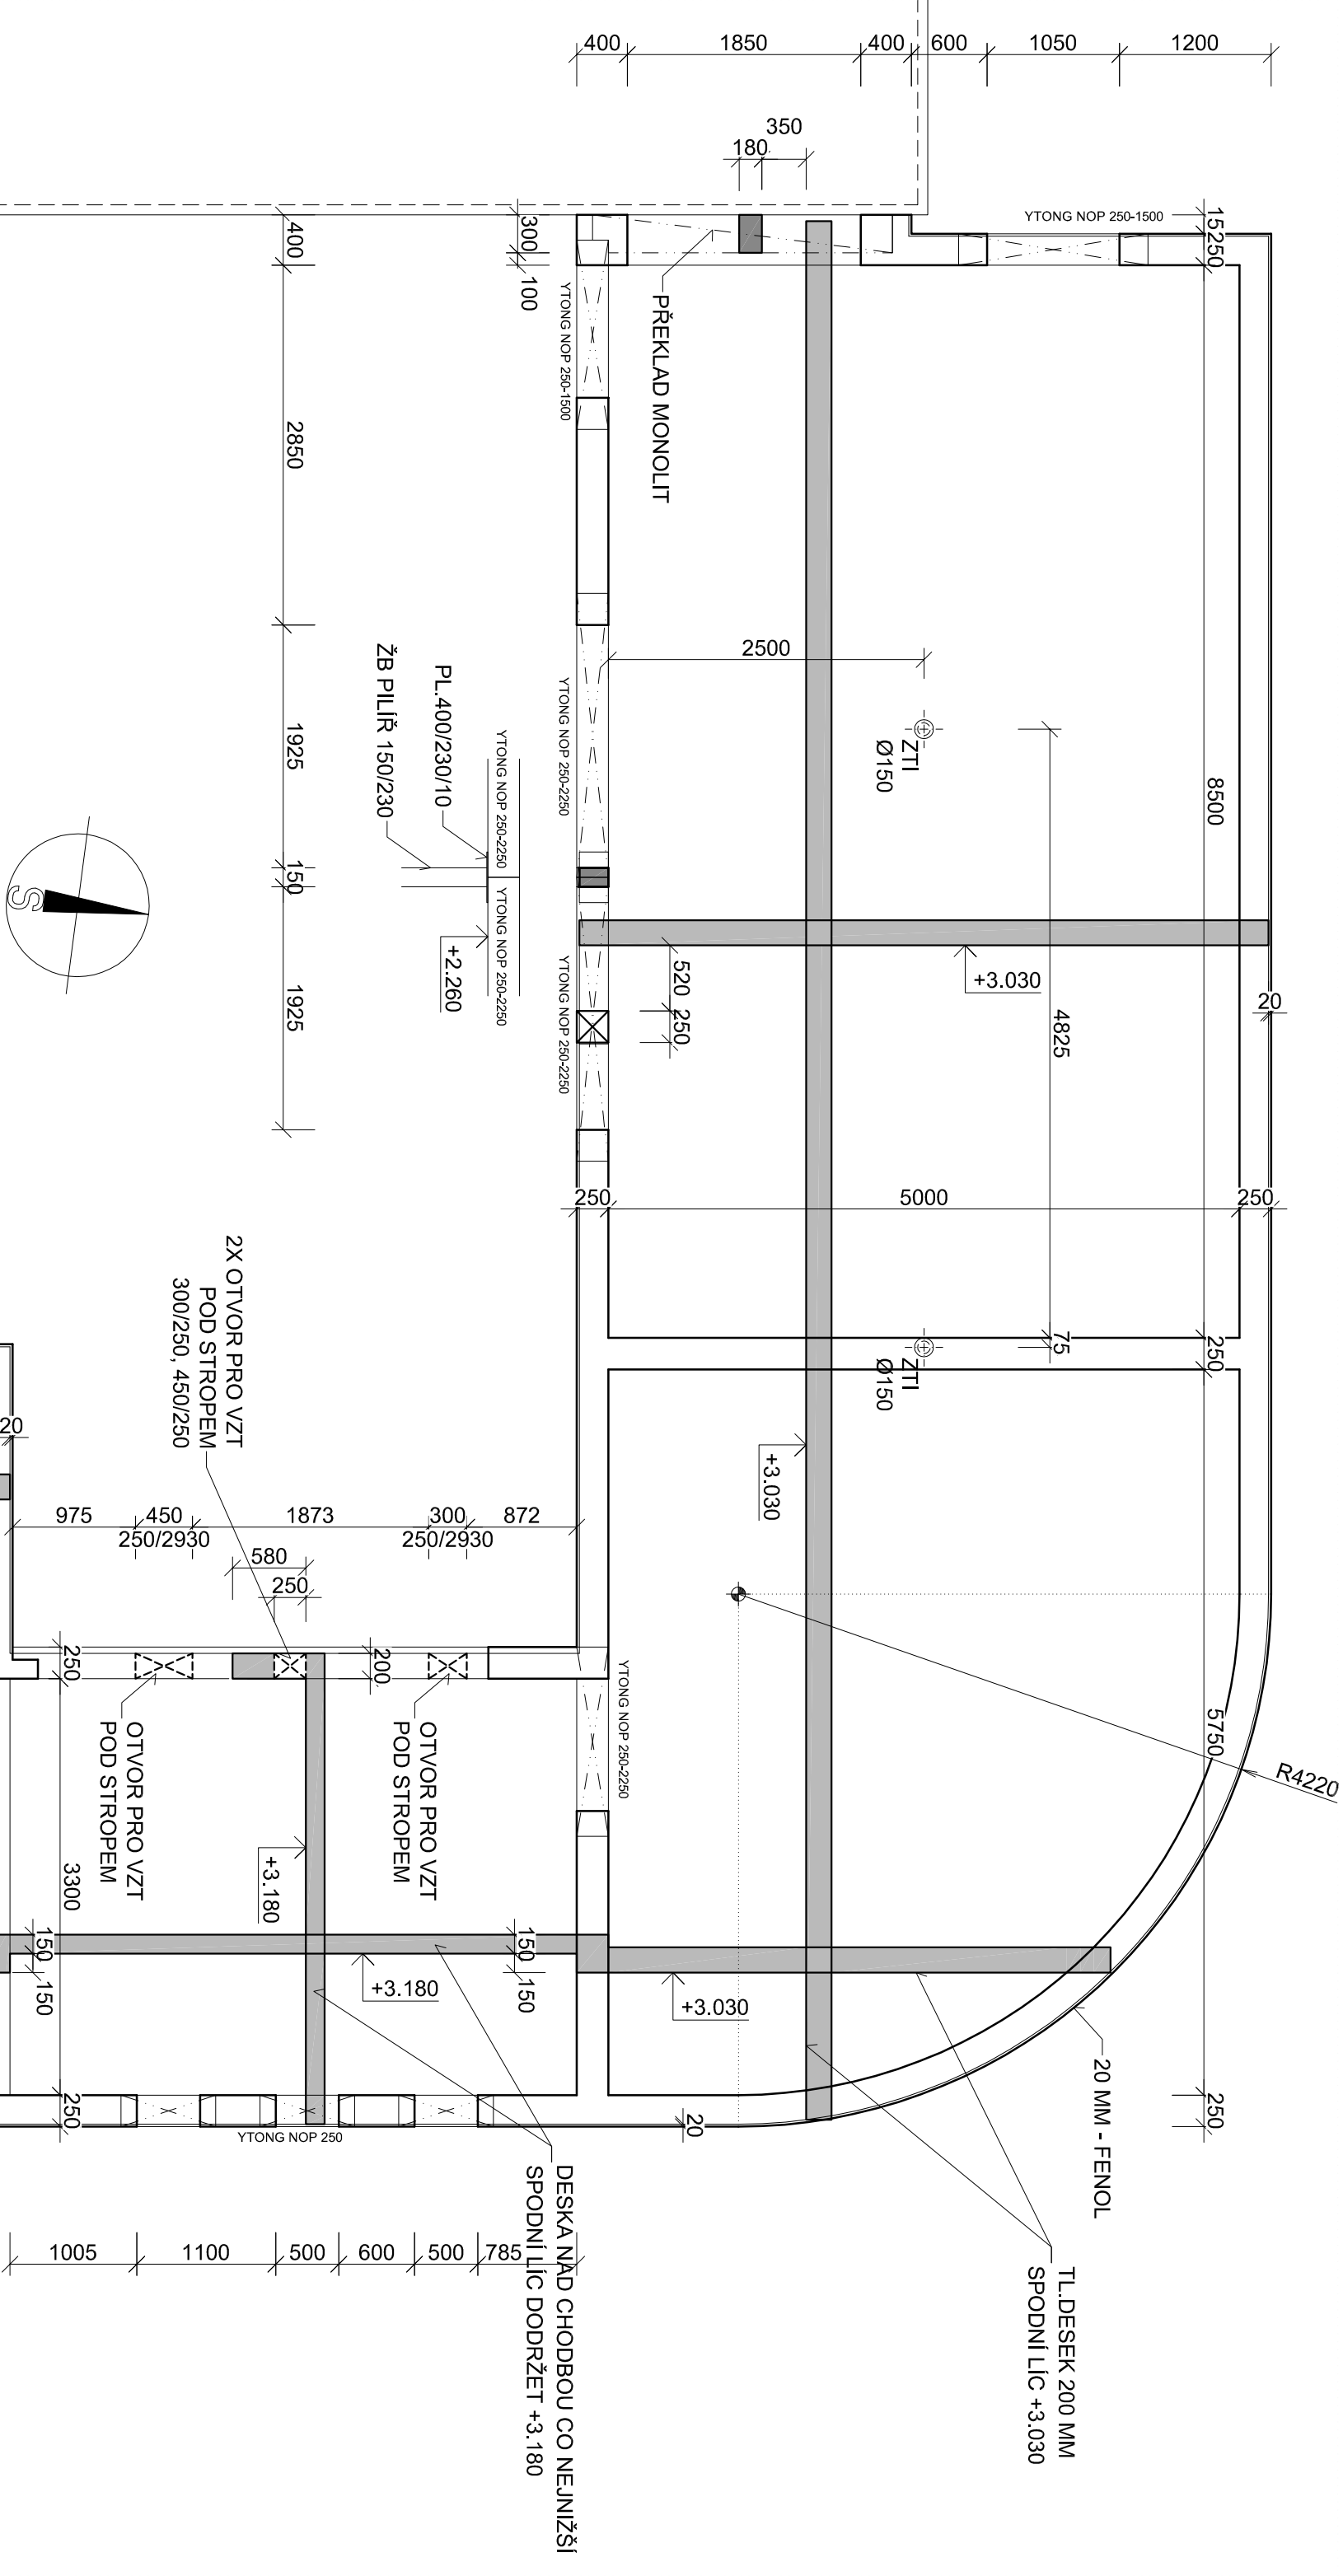 400
1850
400
600
1050
1200
350
180
YTONG NOP 250-1500
15
250
400
300
100
YTONG NOP 250-1500
PŘEKLAD MONOLIT
2850
2500
ZTI
Ø150
8500
1925
ŽB PILÍŘ 150/230
PL.400/230/10
YTONG NOP 250-2250
YTONG NOP 250-2250
YTONG NOP 250-2250
150
S
+2.260
YTONG NOP 250-2250
520
250
+3.030
20
4825
1925
250
5000
250
2X OTVOR PRO VZT
POD STROPEM
300/250, 450/250
75
250
ZTI
Ø150
20
+3.030
975
450
1873
300
872
250/2930
250/2930
580
250
250
200
YTONG NOP 250-2250
5750
R4220
OTVOR PRO VZT
POD STROPEM
OTVOR PRO VZT
POD STROPEM
+3.180
3300
150
150
150
150
+3.180
+3.030
20 MM - FENOL
250
YTONG NOP 250
20
250
DESKA NAD CHODBOU CO NEJNIŽŠÍ
SPODNÍ LÍC DODRŽET +3.180
1005
1100
500
600
500
785
TL.DESEK 200 MM
SPODNÍ LÍC +3.030